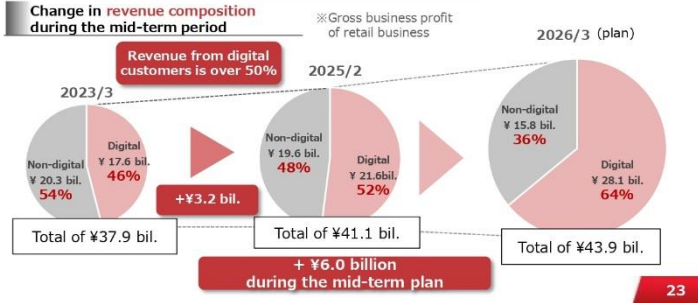 Change in revenue composition
during the mid-term period
※Gross business profit
of retail business
Revenue from digital
customers is over 50%
2023/3
2025/2
2026/3 (plan)
Non-digital
¥ 20.3 bil.
54%
Digital
¥ 17.6 bil.
46%
Non-digital
¥ 19.6 bil.
48%
Digital
¥ 21.6bil.
52%
Non-digital
¥ 15.8 bil.
36%
Digital
¥ 28.1 bil.
64%
+¥3.2 bil.
Total of ¥37.9 bil.
Total of ¥41.1 bil.
Total of ¥43.9 bil.
+ ¥6.0 billion
during the mid-term plan
23